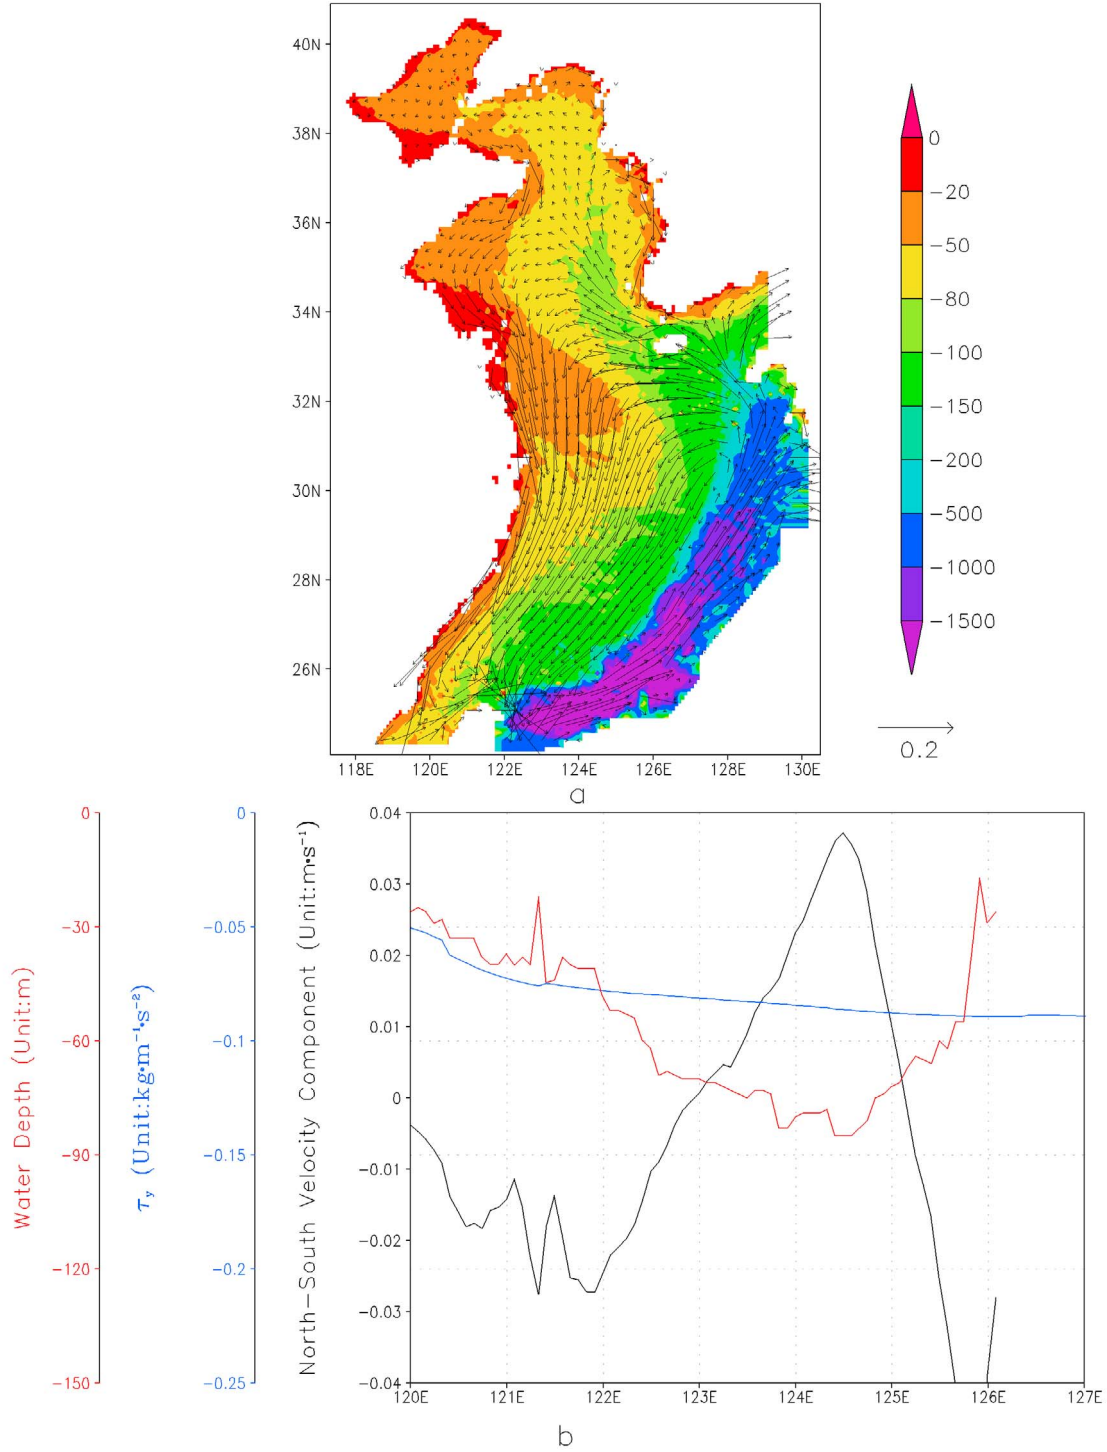 40N
38N
36N
34N
32N
30N
28N
26N
118E 120E 122E 124E 126E 128E 130E
0
−20
−50
−80
−100
−150
−200
−500
−1000
−1500
0.2
a
Water Depth (Unit:m)
0
−30
−60
−90
−120
−150
τy (Unit:kg•m⁻¹•s⁻²)
0
−0.05
−0.1
−0.15
−0.2
−0.25
North−South Velocity Component (Unit:m•s⁻¹)
0.04
0.03
0.02
0.01
0
−0.01
−0.02
−0.03
−0.04
120E 121E 122E 123E 124E 125E 126E 127E
b